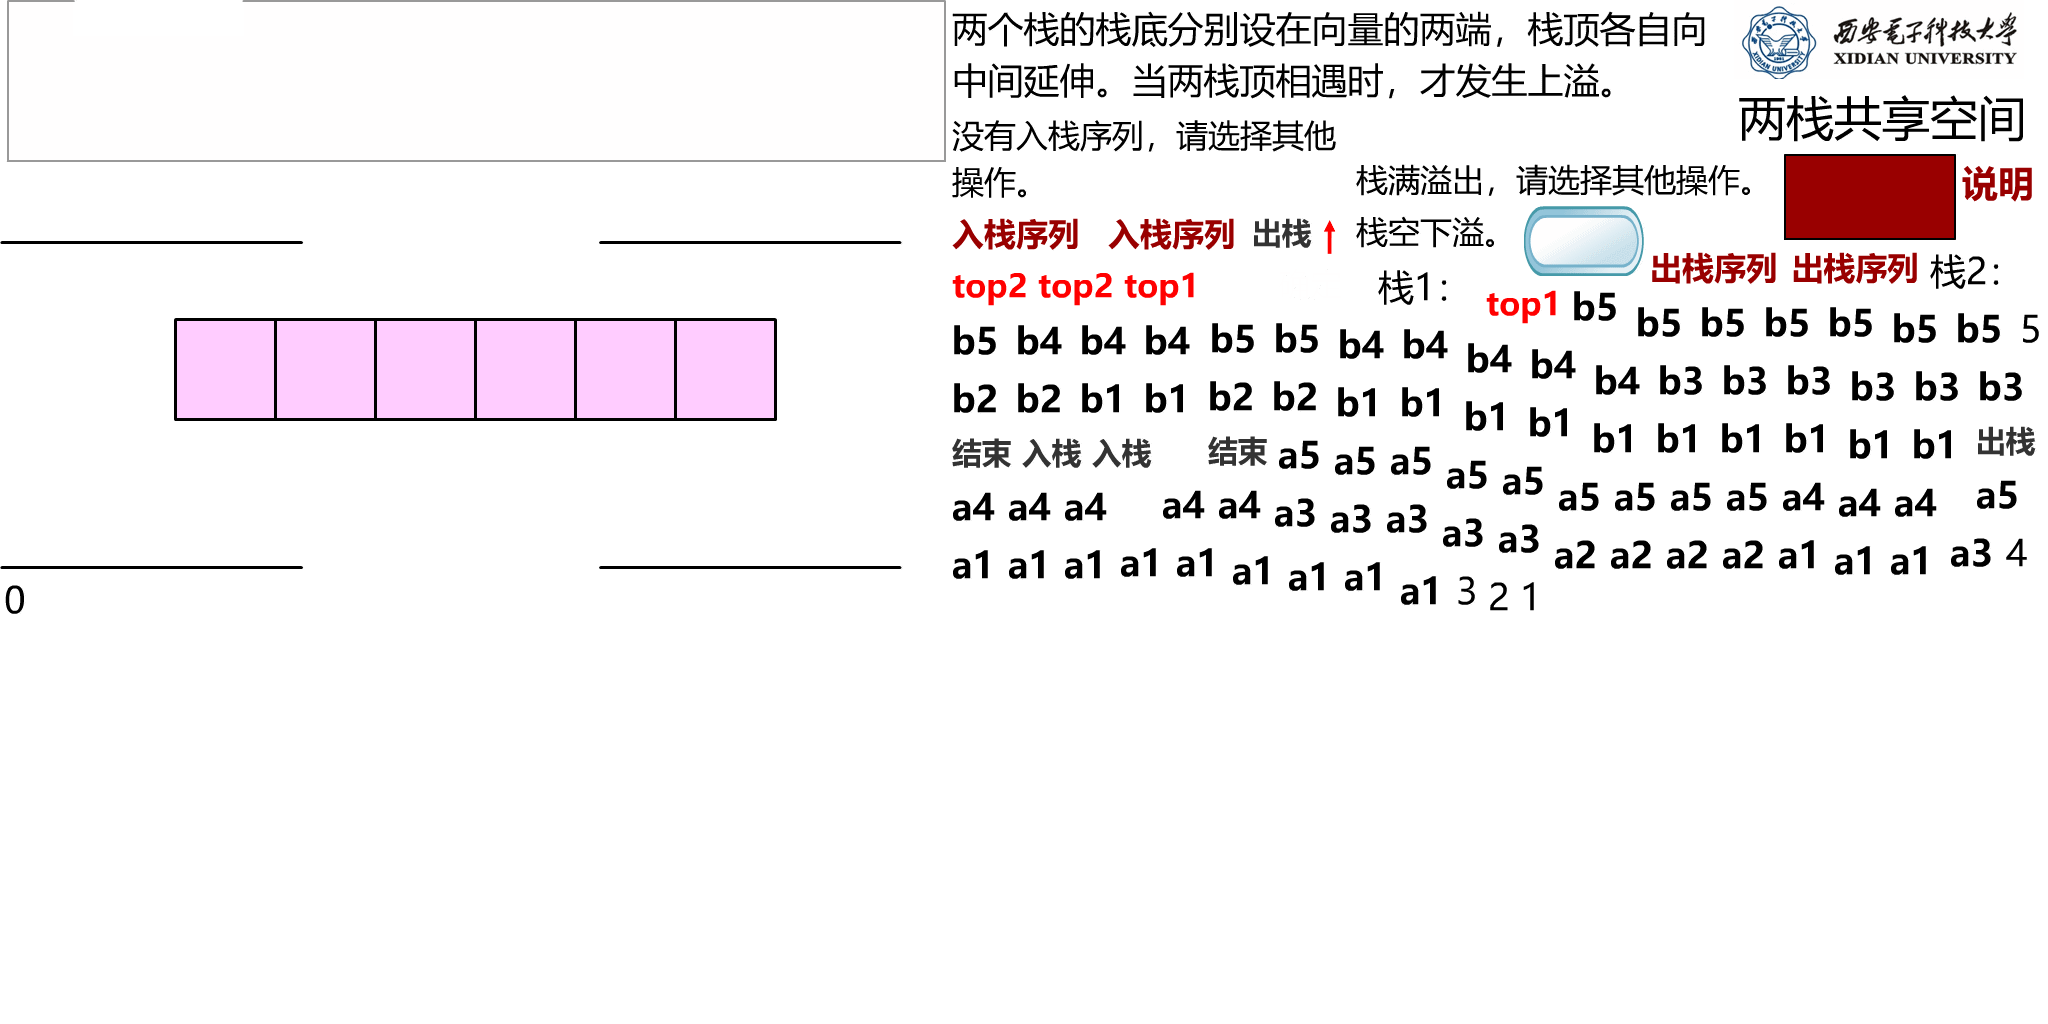 两个栈的栈底分别设在向量的两端，栈顶各自向
中间延伸。当两栈顶相遇时，才发生上溢。
西安电子科技大学
XIDIAN UNIVERSITY
两栈共享空间
没有入栈序列，请选择其他
操作。
栈满溢出，请选择其他操作。
说明
入栈序列 入栈序列 出栈
栈空下溢。
出栈序列 出栈序列 栈2：
top2 top2 top1
栈1：
top1 b5 b5 b5 b5 b5 b5 b5 5
b5 b4 b4 b4 b5 b5 b4 b4 b4 b4 b4 b3 b3 b3 b3 b3 b3
b2 b2 b1 b1 b2 b2 b1 b1 b1 b1 b1 b1 b1 b1 b1 b1 出栈
结束 入栈 入栈 结束 a5 a5 a5 a5 a5 a5 a5 a5 a5 a4 a4 a4 a5
a4 a4 a4 a4 a4 a3 a3 a3 a3 a3 a2 a2 a2 a2 a1 a1 a1 a3 4
a1 a1 a1 a1 a1 a1 a1 a1 a1 3 2 1
0